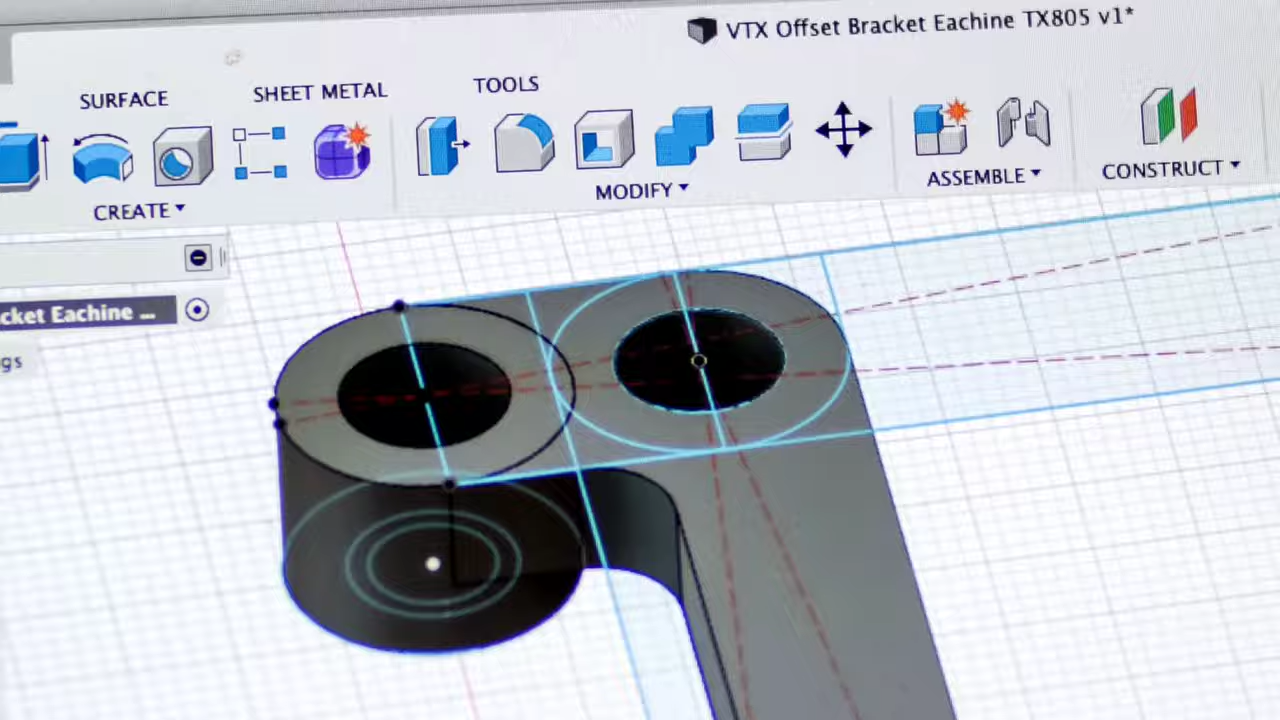 VTX Offset Bracket Eachine TX805 v1*
SURFACE
SHEET METAL
TOOLS
CREATE
MODIFY
ASSEMBLE
CONSTRUCT
cket Eachine ...
gs